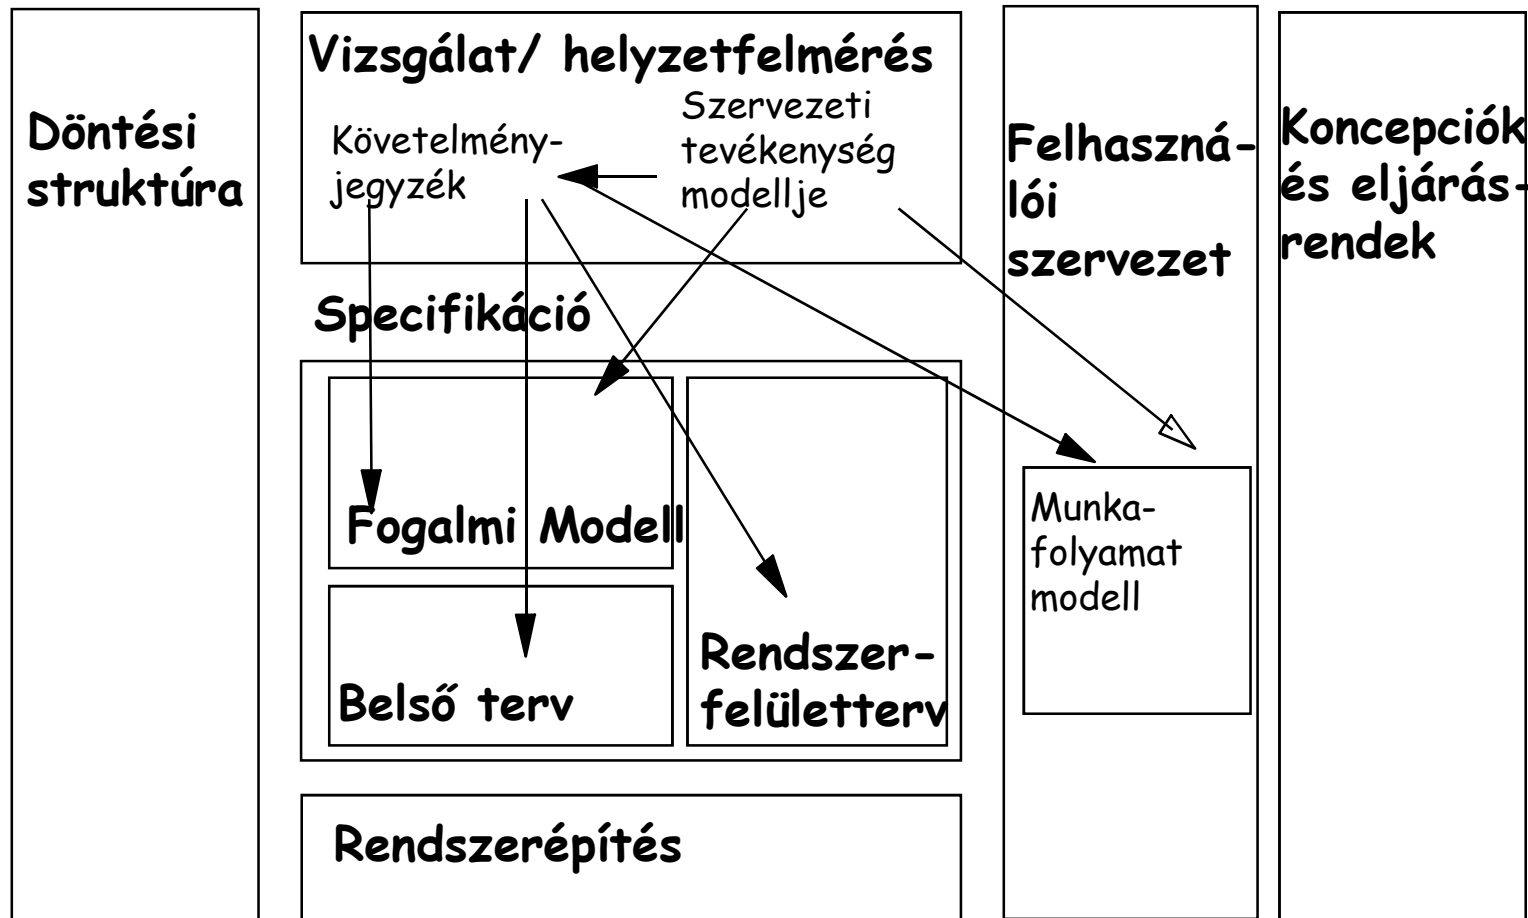 Döntési
struktúra
Vizsgálat/ helyzetfelmérés
Követelmény-
jegyzék
Szervezeti
tevékenység
modellje
Specifikáció
Fogalmi Modell
Belső terv
Rendszer-
felületterv
Rendszerépítés
Felhaszná-
lói
szervezet
Munka-
folyamat
modell
Koncepciók
és eljárás-
rendek